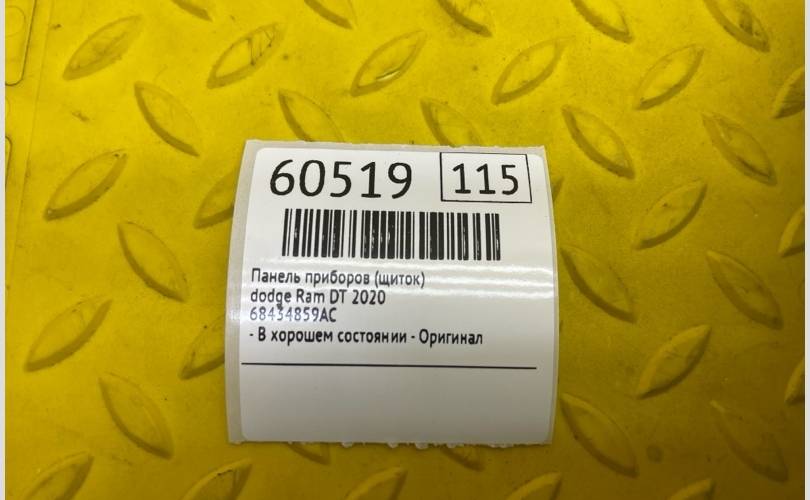 60519 115
Панель приборов (щиток)
dodge Ram DT 2020
68434859AC
- В хорошем состоянии - Оригинал